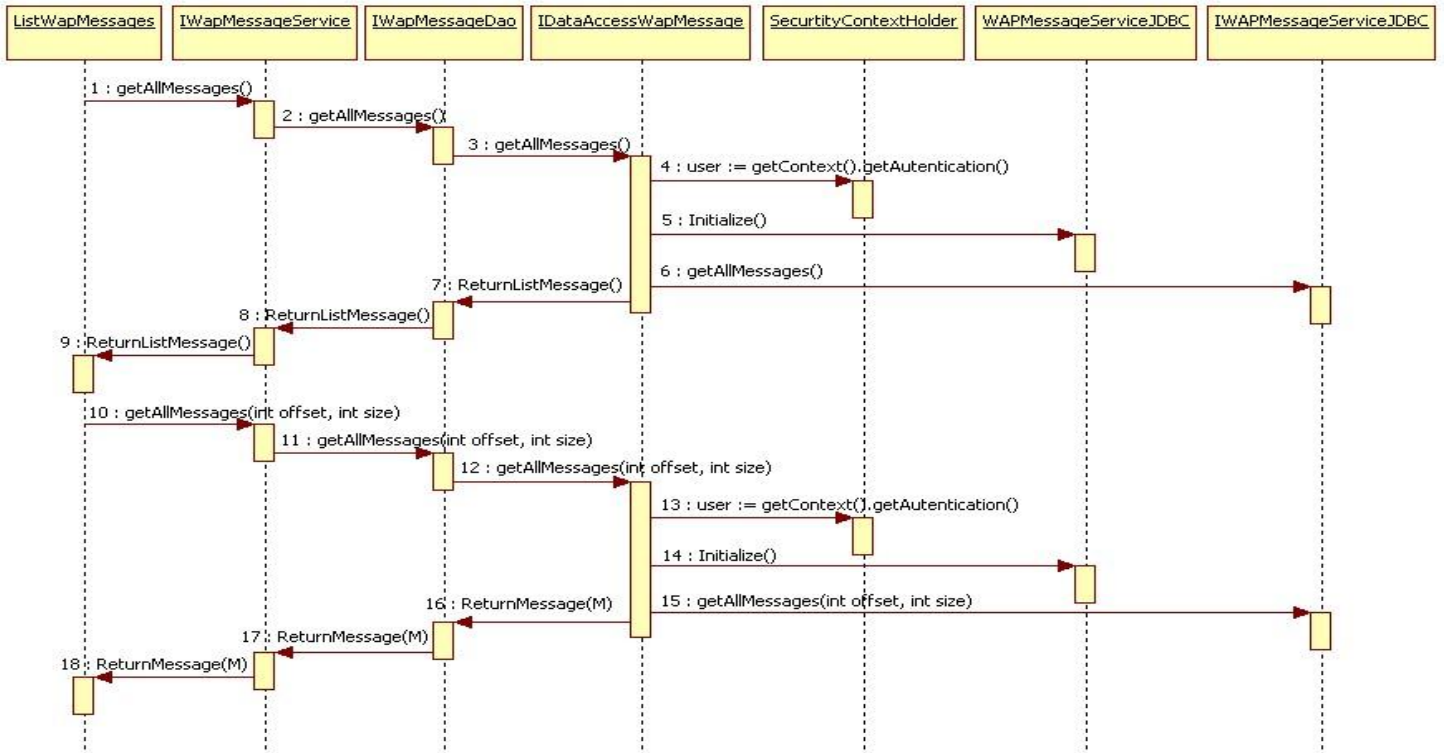 ListWapMessages
IWapMessageService
IWapMessageDao
IDataAccessWapMessage
SecurtityContextHolder
WAPMessageServiceJDBC
IWAPMessageServiceJDBC
1 : getAllMessages()
2 : getAllMessages()
3 : getAllMessages()
4 : user := getContext().getAutentication()
5 : Initialize()
6 : getAllMessages()
7 : ReturnListMessage()
8 : ReturnListMessage()
9 : ReturnListMessage()
10 : getAllMessages(int offset, int size)
11 : getAllMessages(int offset, int size)
12 : getAllMessages(int offset, int size)
13 : user := getContext().getAutentication()
14 : Initialize()
15 : getAllMessages(int offset, int size)
16 : ReturnMessage(M)
17 : ReturnMessage(M)
18 : ReturnMessage(M)